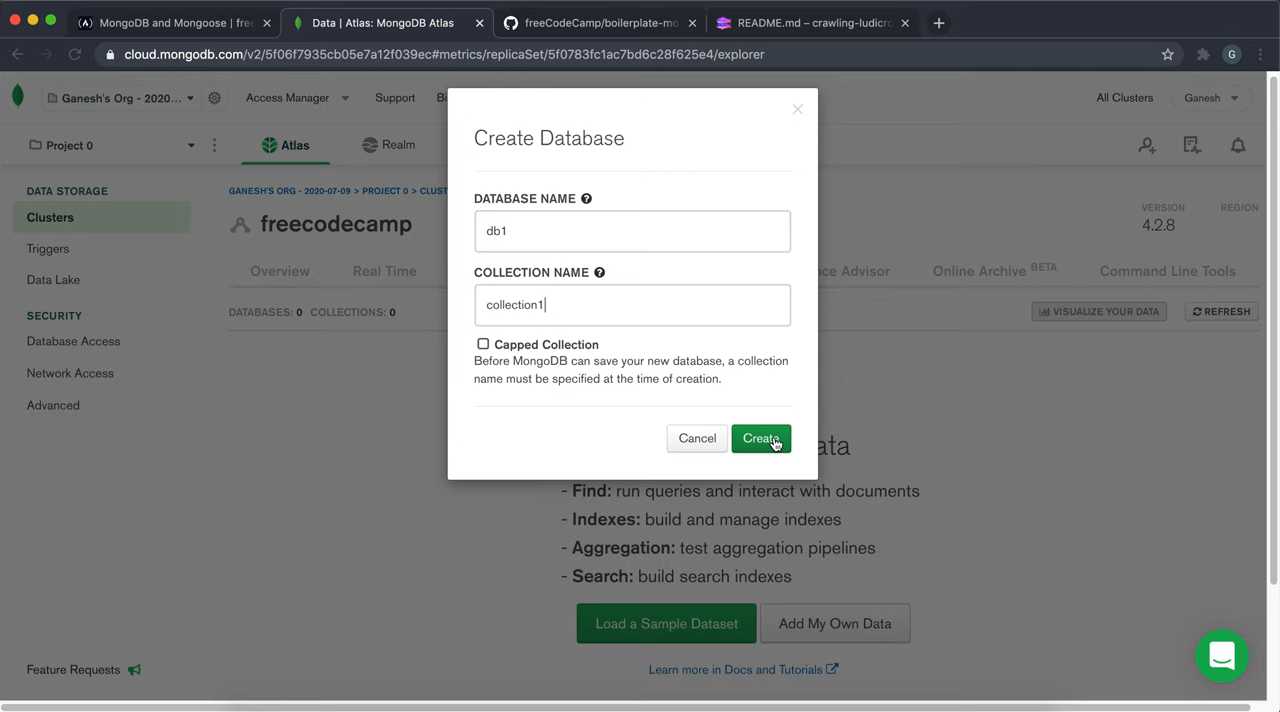 MongoDB and Mongoose | free
Data | Atlas: MongoDB Atlas
freeCodeCamp/boilerplate-mo
README.md – crawling-ludicro
cloud.mongodb.com/v2/5f06f7935cb05e7a12f039ec#metrics/replicaSet/5f0783fc1ac7bd6c28f625e4/explorer
G
Ganesh's Org - 2020...
Access Manager
Support
Bi
All Clusters
Ganesh
Project 0
Atlas
Realm
DATA STORAGE
Clusters
Triggers
Data Lake
SECURITY
Database Access
Network Access
Advanced
Feature Requests
GANESH'S ORG - 2020-07-09 > PROJECT 0 > CLUST
freecodecamp
VERSION
4.2.8
REGION
Overview
Real Time
nce Advisor
Online Archive BETA
Command Line Tools
DATABASES: 0 COLLECTIONS: 0
VISUALIZE YOUR DATA
REFRESH
Create Database
DATABASE NAME
db1
COLLECTION NAME
collection1
Capped Collection
Before MongoDB can save your new database, a collection
name must be specified at the time of creation.
Cancel
Create
ata
- Find: run queries and interact with documents
- Indexes: build and manage indexes
- Aggregation: test aggregation pipelines
- Search: build search indexes
Load a Sample Dataset
Add My Own Data
Learn more in Docs and Tutorials